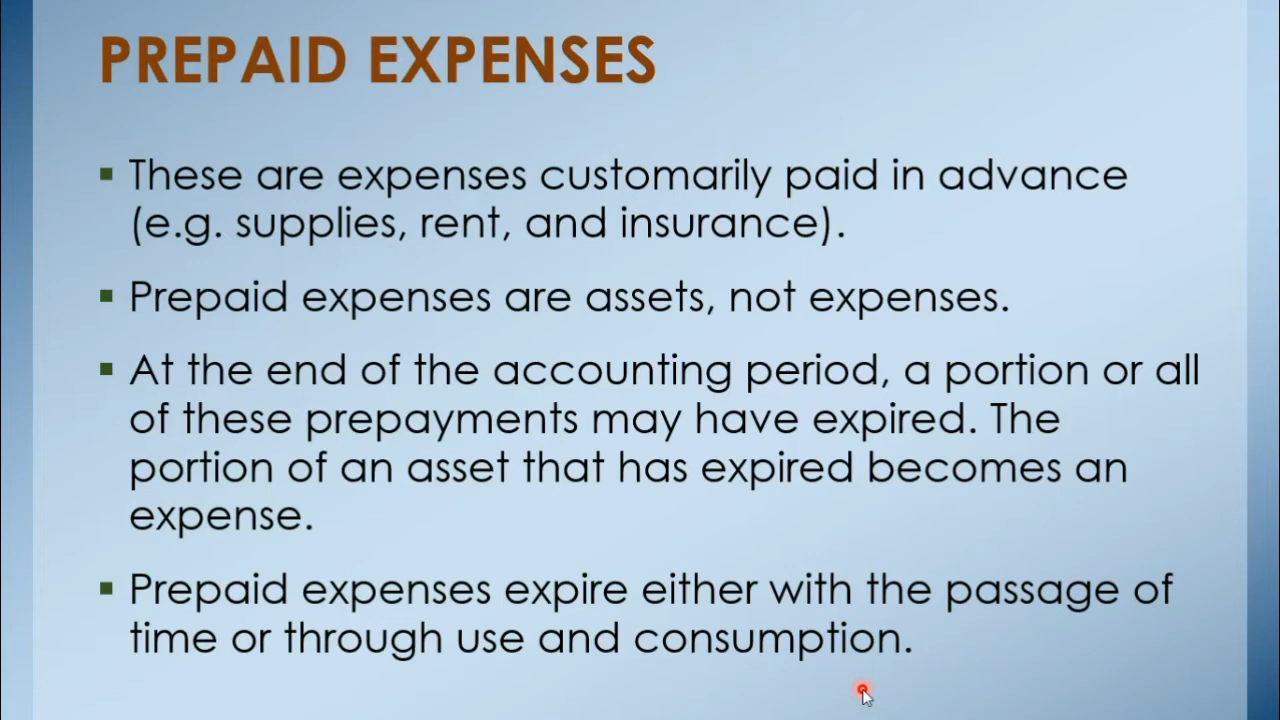 PREPAID EXPENSES
▪ These are expenses customarily paid in advance
(e.g. supplies, rent, and insurance).
▪ Prepaid expenses are assets, not expenses.
▪ At the end of the accounting period, a portion or all
of these prepayments may have expired. The
portion of an asset that has expired becomes an
expense.
▪ Prepaid expenses expire either with the passage of
time or through use and consumption.